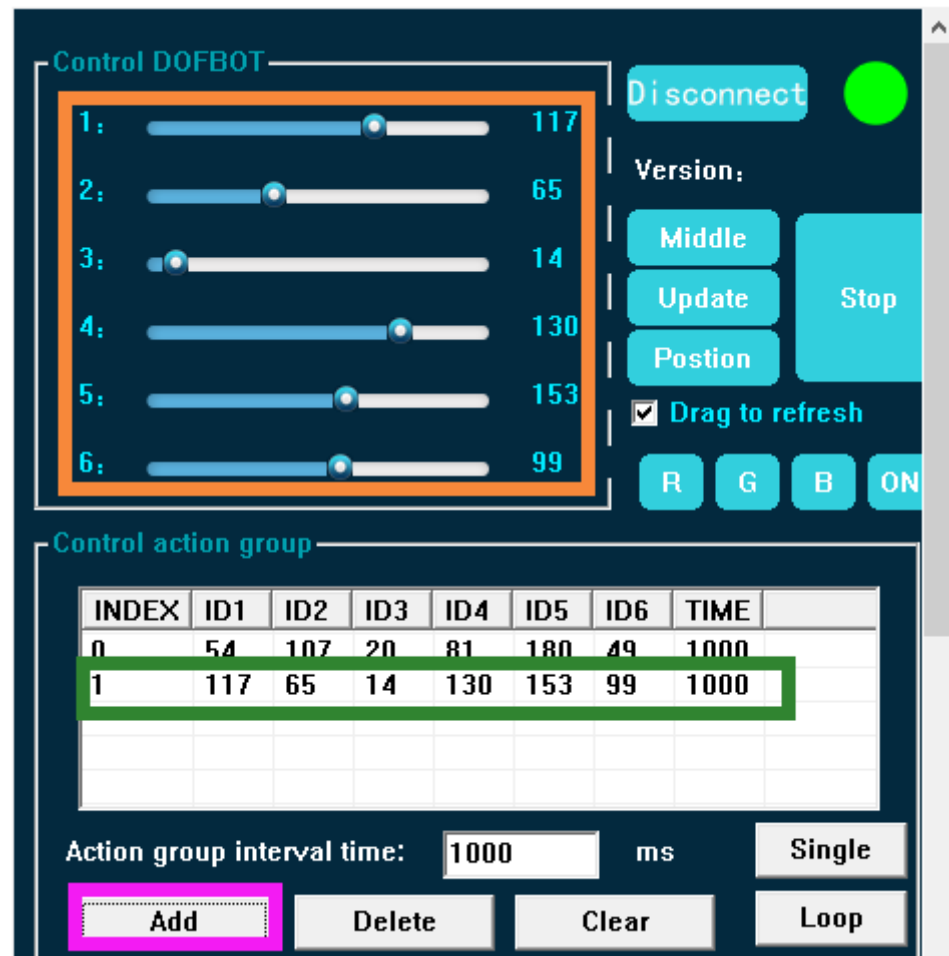 Control DOFBOT
1: 117
2: 65
3: 14
4: 130
5: 153
6: 99
Disconnect
Version:
Middle
Update
Postion
Stop
Drag to refresh
R G B ON
Control action group
INDEX ID1 ID2 ID3 ID4 ID5 ID6 TIME
0 54 107 20 81 180 49 1000
1 117 65 14 130 153 99 1000
Action group interval time: 1000 ms
Single
Add Delete Clear Loop